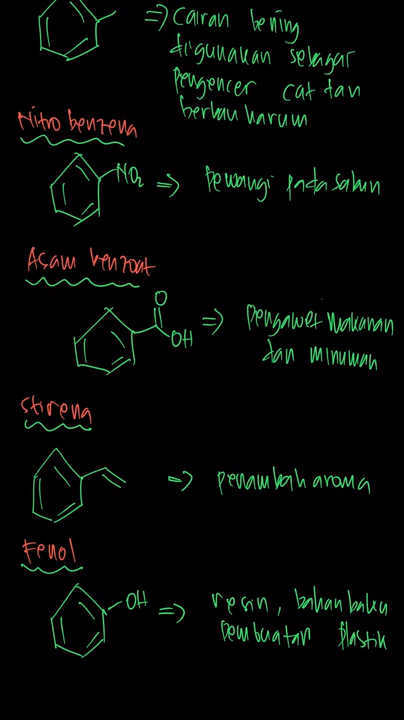 => Cairan bening
digunakan sebagai
pengencer cat dan
berbau harum
Nitro benzena
NO2 => pewangi pada sabun
Asam benzoat
O
OH => pengawet makanan
dan minuman
Stirena
=> penambah aroma
Fenol
OH => resin, bahan baku
pembuatan plastik